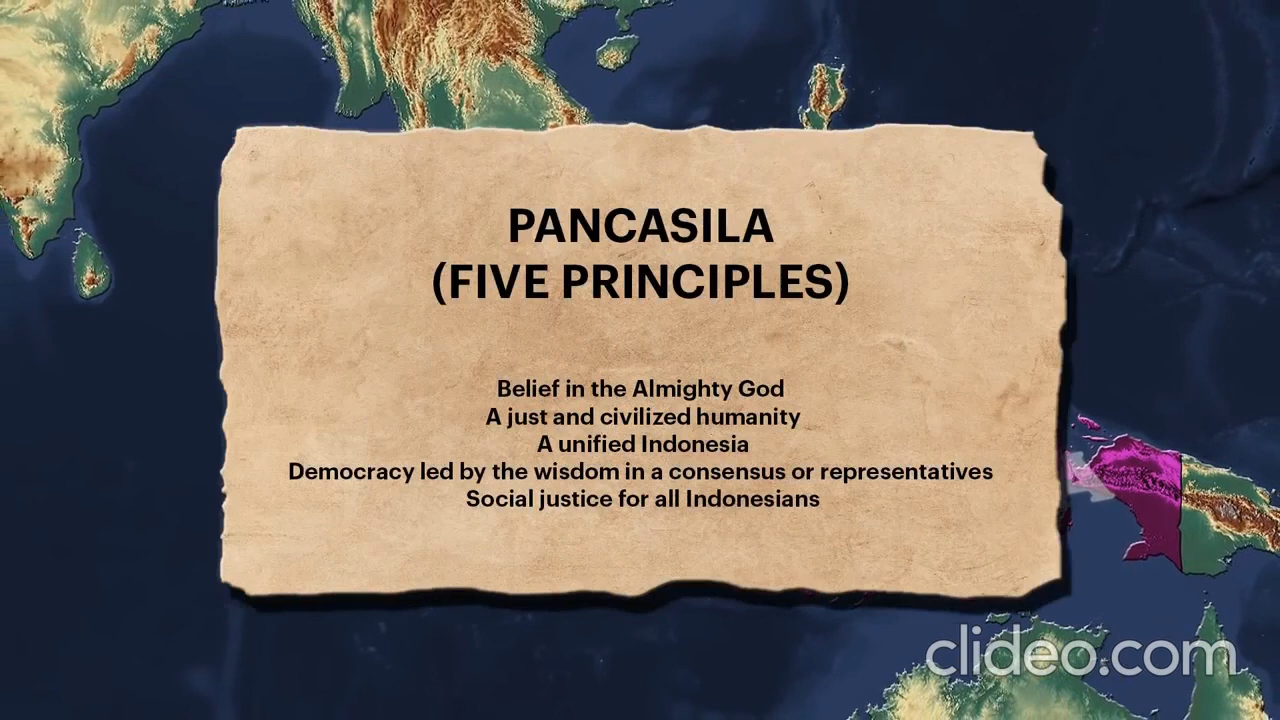 PANCASILA
(FIVE PRINCIPLES)
Belief in the Almighty God
A just and civilized humanity
A unified Indonesia
Democracy led by the wisdom in a consensus or representatives
Social justice for all Indonesians
clideo.com